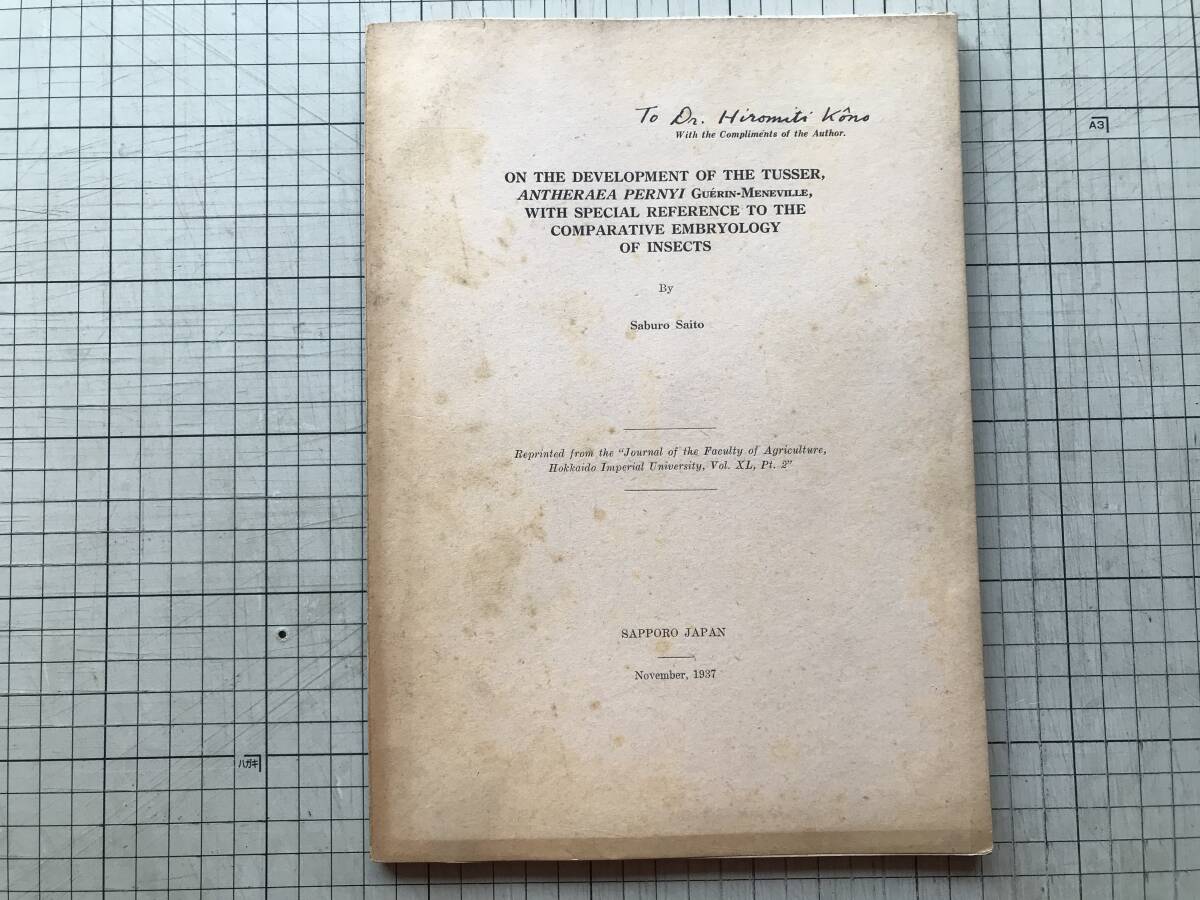 To Dr. Hiromiti Kôno
With the Compliments of the Author.
A3
ON THE DEVELOPMENT OF THE TUSSER,
ANTHERAEA PERNYI GUÉRIN-MENEVILLE,
WITH SPECIAL REFERENCE TO THE
COMPARATIVE EMBRYOLOGY
OF INSECTS
By
Saburo Saito
Reprinted from the “Journal of the Faculty of Agriculture,
Hokkaido Imperial University, Vol. XL, Pt. 2”
SAPPORO JAPAN
November, 1937
ハガキ